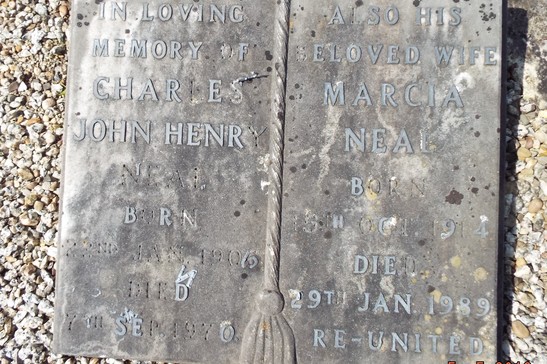 IN LOVING
MEMORY OF
CHARLES
JOHN HENRY
NEAL
BORN
JAN. 1906
DIED
7TH SEP. 1970
ALSO HIS
BELOVED WIFE
MARCIA
NEAL
BORN
OCT. 1914
DIED
29TH JAN. 1989
RE-UNITED